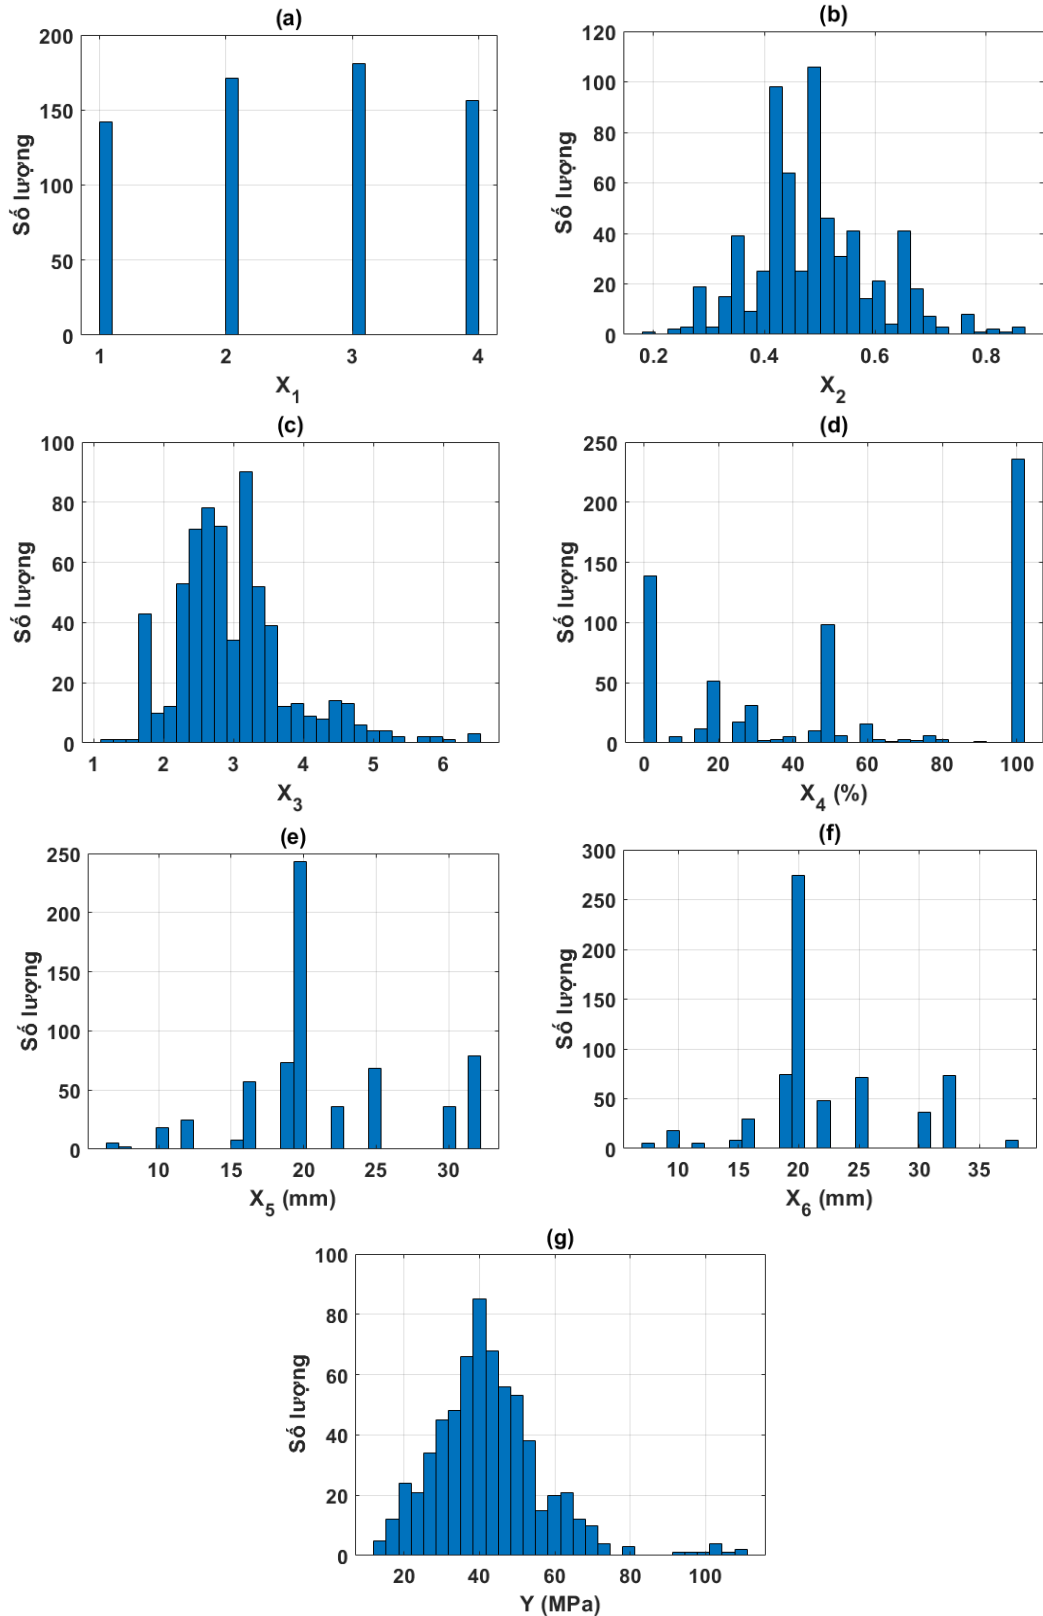 (a)
200
150
100
50
0
Số lượng
1 2 3 4
X1
(b)
120
100
80
60
40
20
0
Số lượng
0.2 0.4 0.6 0.8
X2
(c)
100
80
60
40
20
0
Số lượng
1 2 3 4 5 6
X3
(d)
250
200
150
100
50
0
Số lượng
0 20 40 60 80 100
X4 (%)
(e)
250
200
150
100
50
0
Số lượng
10 15 20 25 30
X5 (mm)
(f)
300
250
200
150
100
50
0
Số lượng
10 15 20 25 30 35
X6 (mm)
(g)
100
80
60
40
20
0
Số lượng
20 40 60 80 100
Y (MPa)